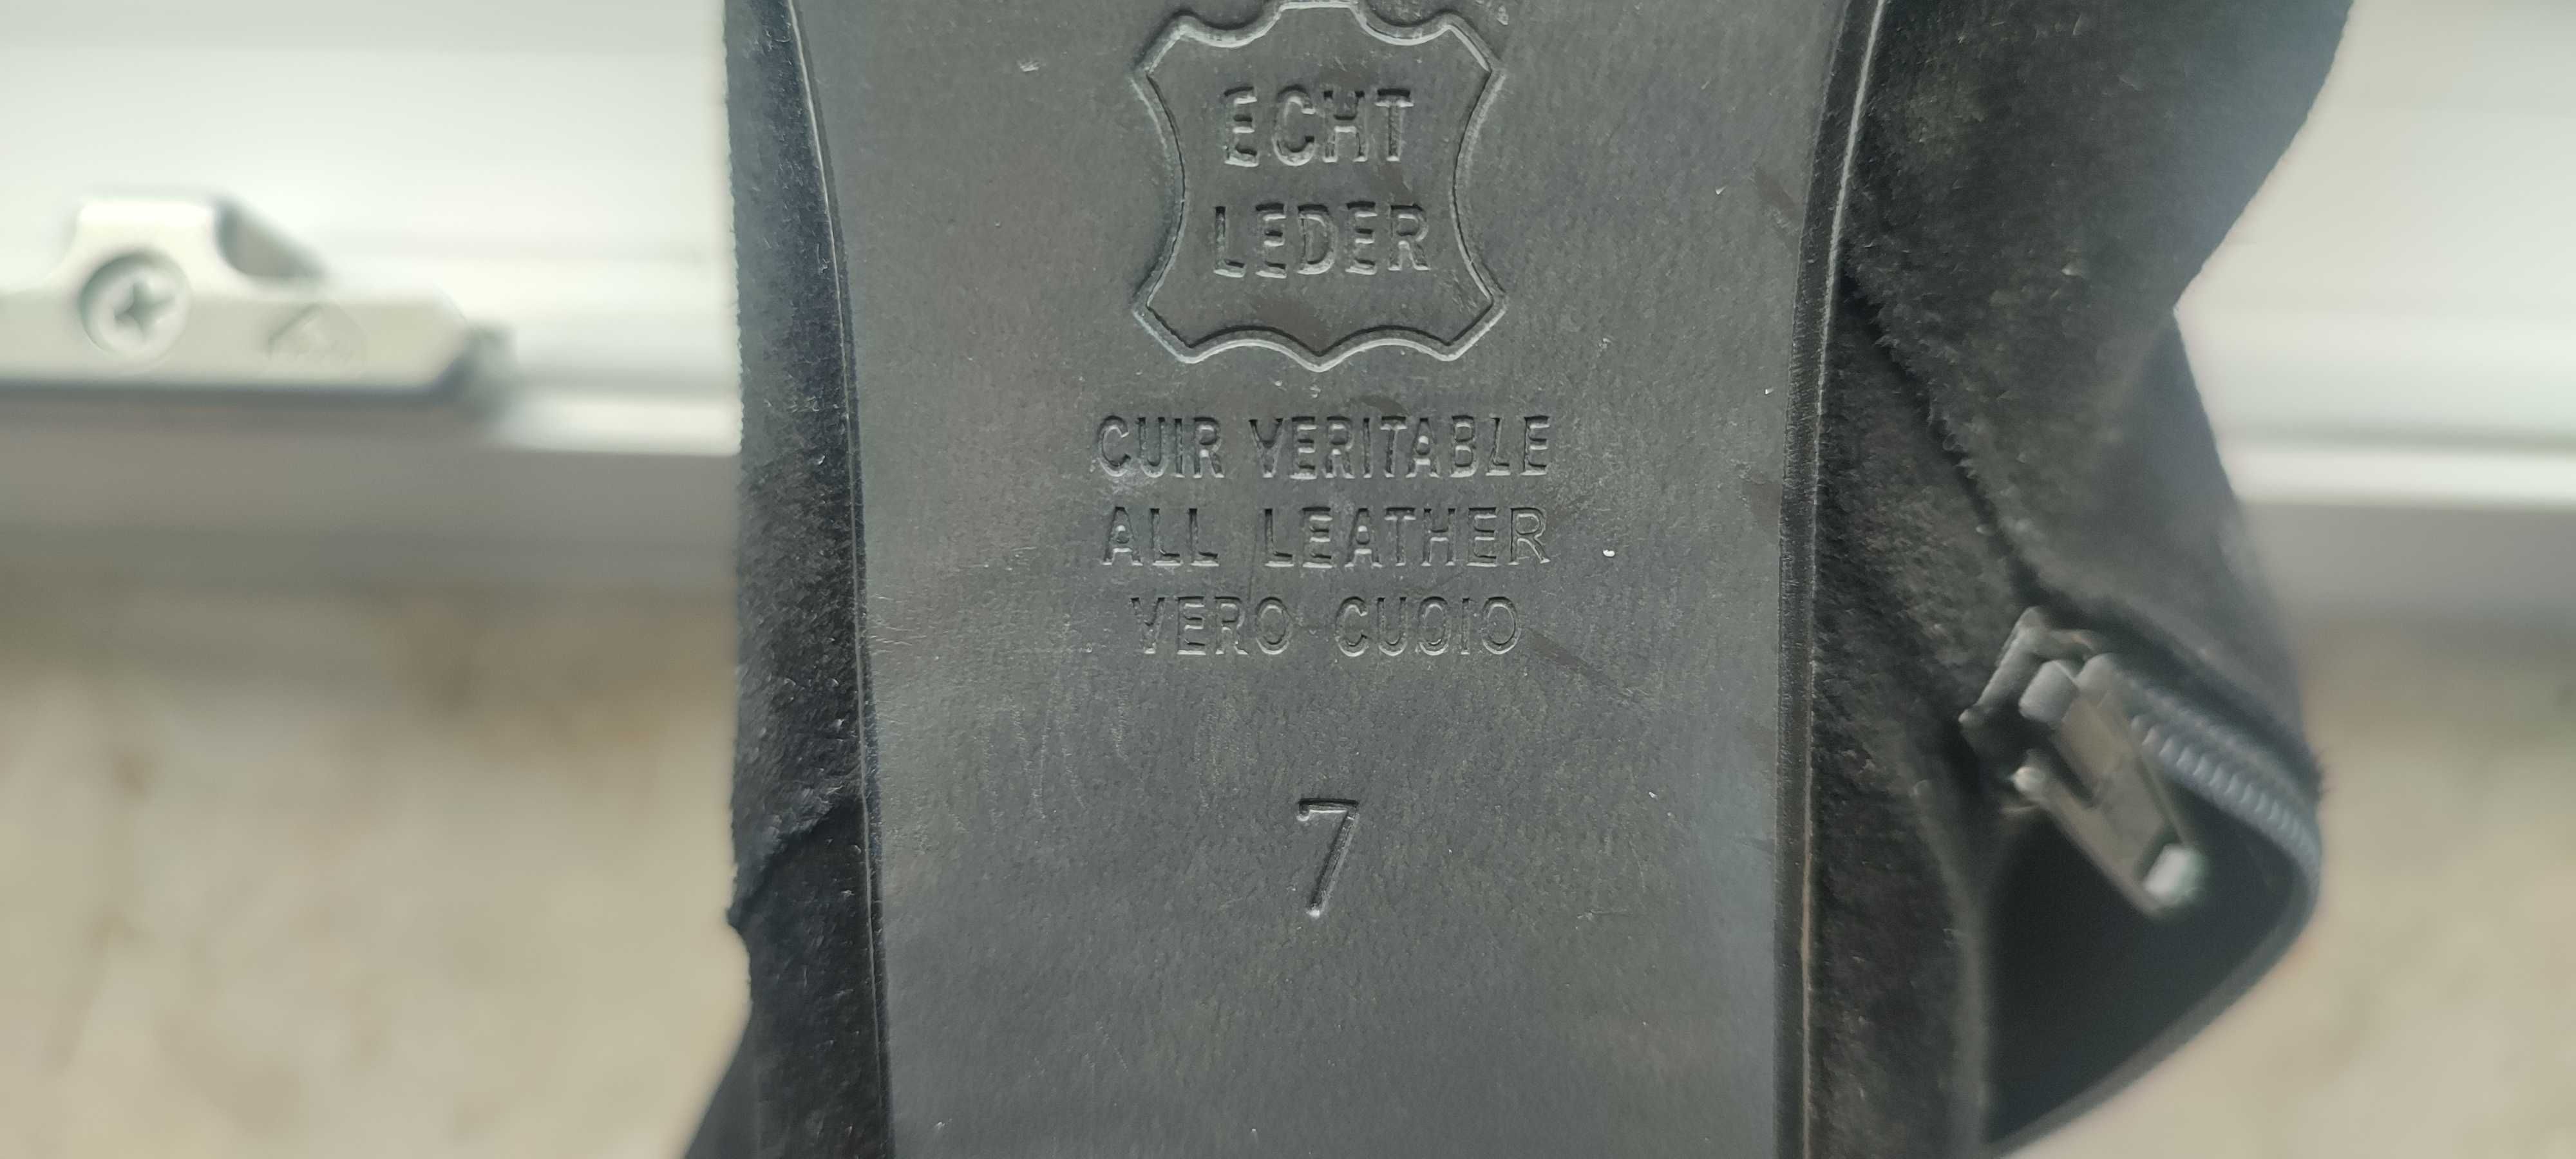 ECHT
LEDER
CUIR VERITABLE
ALL LEATHER
VERO CUOIO
7